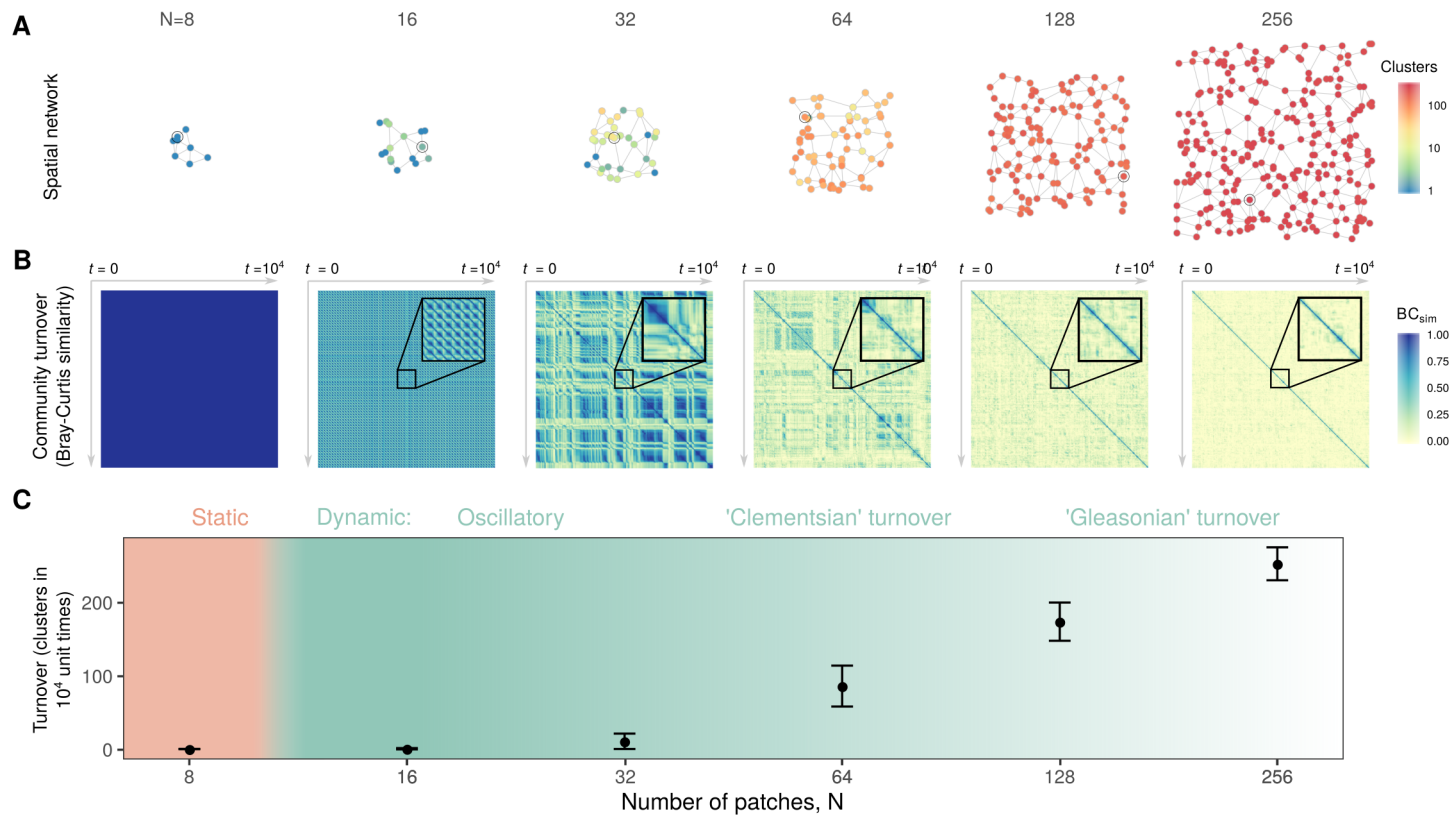 A
N=8 16 32 64 128 256
Spatial network
Clusters
100
10
1
B
t = 0 t =10⁴ t = 0 t =10⁴ t = 0 t =10⁴ t = 0 t =10⁴ t = 0 t =10⁴ t = 0 t =10⁴
Community turnover
(Bray-Curtis similarity)
BCsim
1.00
0.75
0.50
0.25
0.00
C
Static Dynamic: Oscillatory 'Clementsian' turnover 'Gleasonian' turnover
Turnover (clusters in
10⁴ unit times)
200
100
0
8 16 32 64 128 256
Number of patches, N